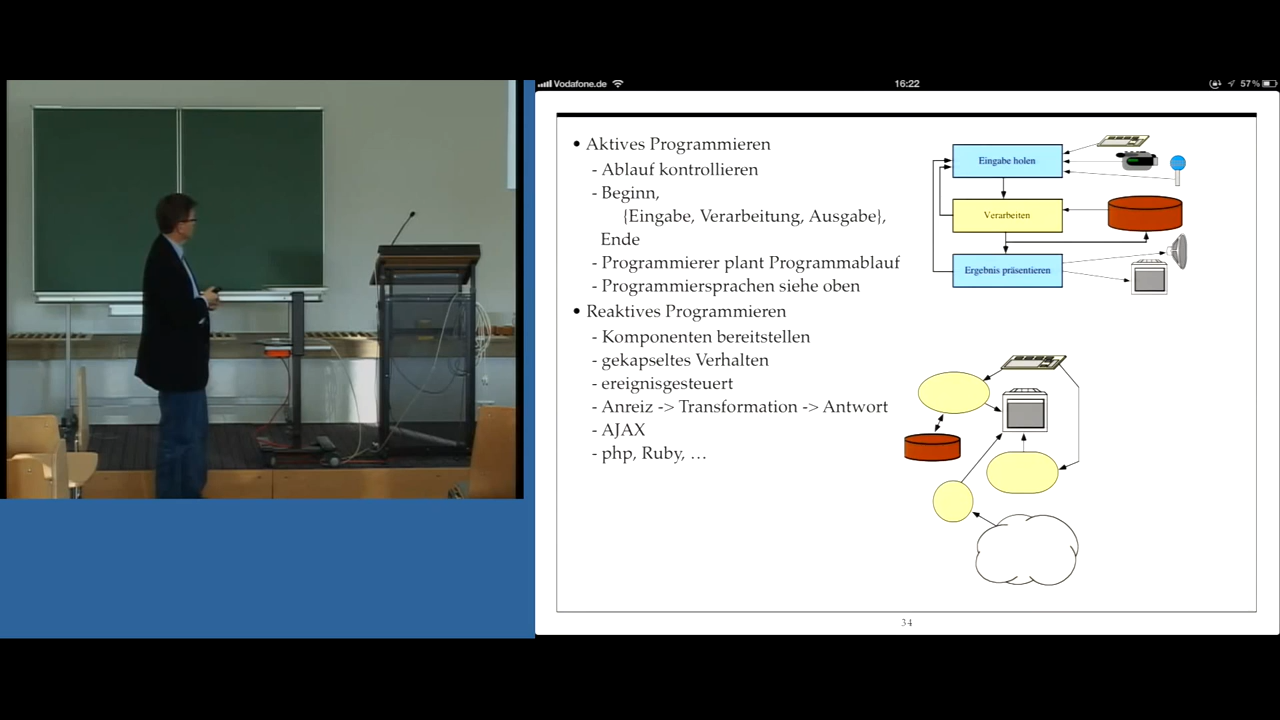 Vodafone.de
16:22
57%
• Aktives Programmieren
- Ablauf kontrollieren
- Beginn,
{Eingabe, Verarbeitung, Ausgabe},
Ende
- Programmierer plant Programmablauf
- Programmiersprachen siehe oben
• Reaktives Programmieren
- Komponenten bereitstellen
- gekapseltes Verhalten
- ereignisgesteuert
- Anreiz -> Transformation -> Antwort
- AJAX
- php, Ruby, …
Eingabe holen
Verarbeiten
Ergebnis präsentieren
34